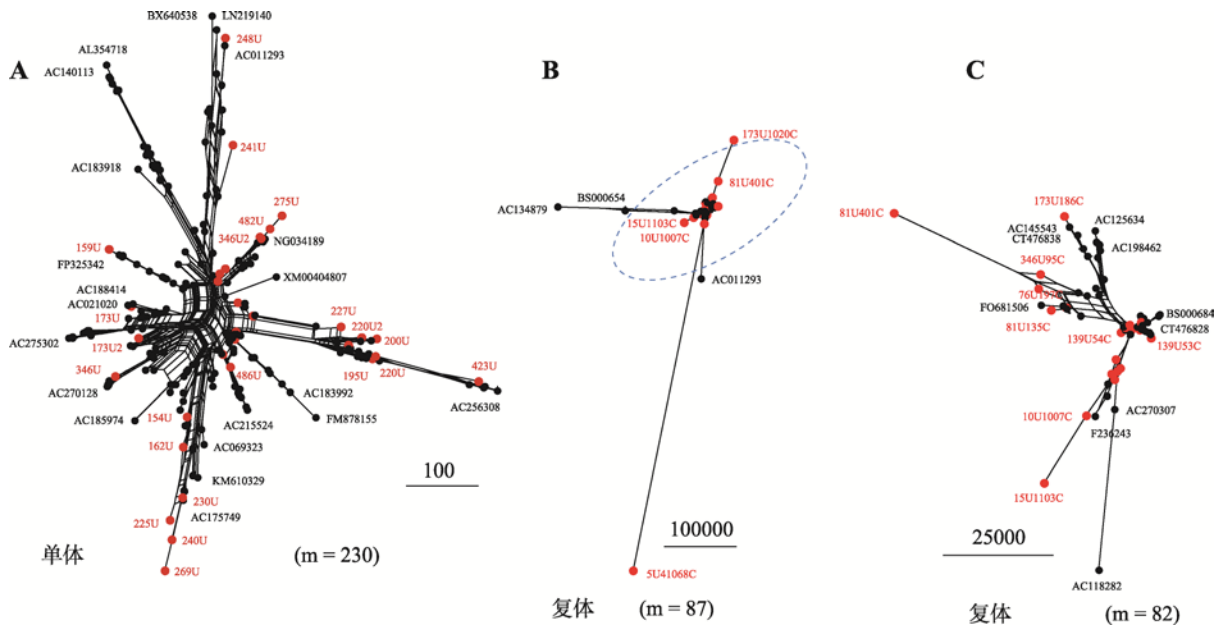 A
BX640538
LN219140
248U
AC011293
AL354718
AC140113
241U
AC183918
275U
482U
346U2
NG034189
159U
FP325342
XM00404807
AC188414
AC021020
173U
227U
220U2
200U
AC275302
173U2
195U
220U
423U
346U
486U
AC270128
AC183992
AC256308
AC185974
154U
AC215524
FM878155
162U
AC069323
KM610329
100
230U
AC175749
225U
240U
269U
单体
(m = 230)
B
173U1020C
81U401C
BS000654
AC134879
15U1103C
10U1007C
AC011293
100000
5U41068C
复体
(m = 87)
C
81U401C
173U186C
AC145543
AC125634
CT476838
AC198462
346U95C
FO681506
BS000684
81U135C
CT476828
139U54C
139U53C
10U1007C
AC270307
F236243
15U1103C
25000
AC118282
复体
(m = 82)